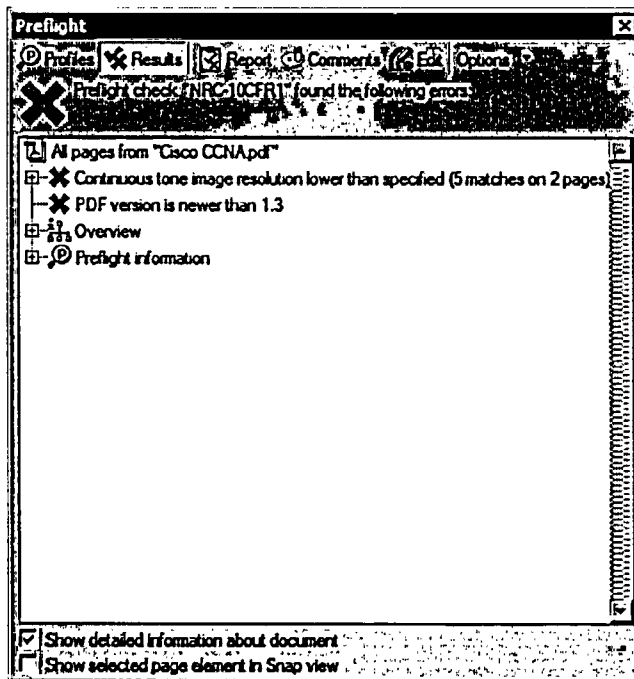 Preflight
Profiles Results Report Comments Edit Options
Preflight check "NRC-10CFR1" found the following errors:
All pages from "Cisco CCNA.pdf"
Continuous tone image resolution lower than specified (5 matches on 2 pages)
PDF version is newer than 1.3
Overview
Preflight information
Show detailed information about document
Show selected page element in Snap view